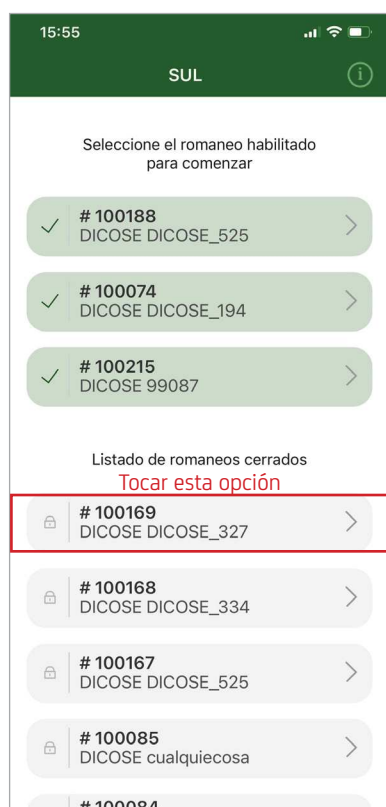 15:55
SUL
Seleccione el romaneo habilitado
para comenzar
# 100188
DICOSE DICOSE_525
# 100074
DICOSE DICOSE_194
# 100215
DICOSE 99087
Listado de romaneos cerrados
Tocar esta opción
# 100169
DICOSE DICOSE_327
# 100168
DICOSE DICOSE_334
# 100167
DICOSE DICOSE_525
# 100085
DICOSE cualquiecosa
# 100084